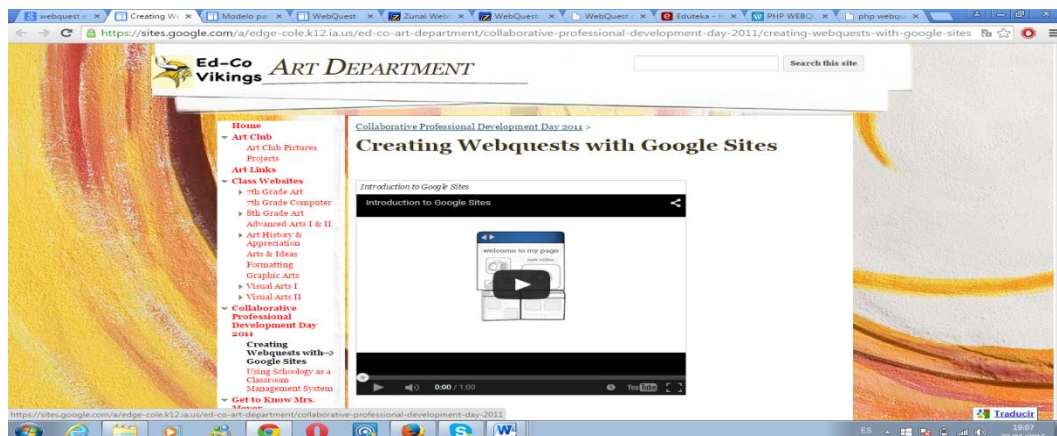 webquest e
Creating We
Modelo par
WebQuest
Zunal WebQ
WebQuest:
WebQuest
Eduteka -
PHP WEBQ
php webqu
https://sites.google.com/a/edge-cole.k12.ia.us/ed-co-art-department/collaborative-professional-development-day-2011/creating-webquests-with-google-sites
Ed-Co
Vikings
ART DEPARTMENT
Search this site
Home
Art Club
Art Club Pictures
Projects
Art Links
Class Websites
7th Grade Art
7th Grade Computer
8th Grade Art
Advanced Arts I & II
Art History &
Appreciation
Arts & Ideas
Formatting
Graphic Arts
Visual Arts I
Visual Arts II
Collaborative
Professional
Development Day
2011
Creating
Webquests with-->
Google Sites
Using Schoology as a
Classroom
Management System
Get to Know Mrs.
Collaborative Professional Development Day 2011 >
Creating Webquests with Google Sites
Introduction to Google Sites
Introduction to Google Sites
welcome to my page
new video
0:00 / 1:00
YouTube
https://sites.google.com/a/edge-cole.k12.ia.us/ed-co-art-department/collaborative-professional-development-day-2011
Traducir
ES
19:07